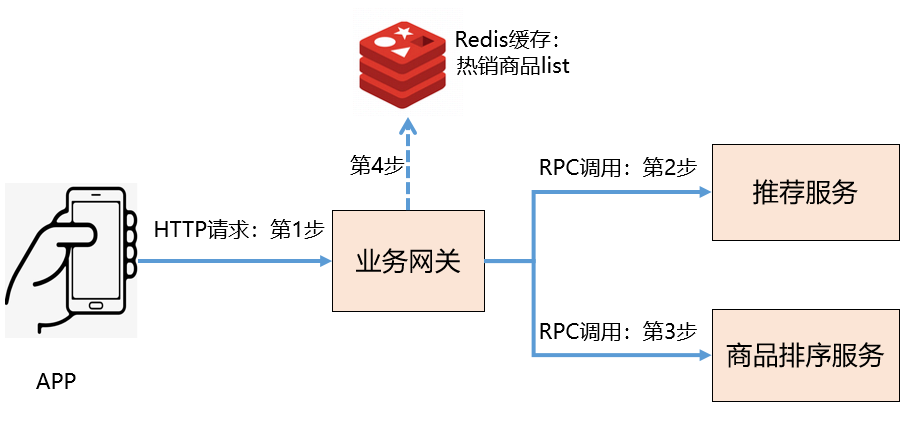 Redis缓存：
热销商品list
第4步
RPC调用：第2步
推荐服务
HTTP请求：第1步
业务网关
RPC调用：第3步
商品排序服务
APP